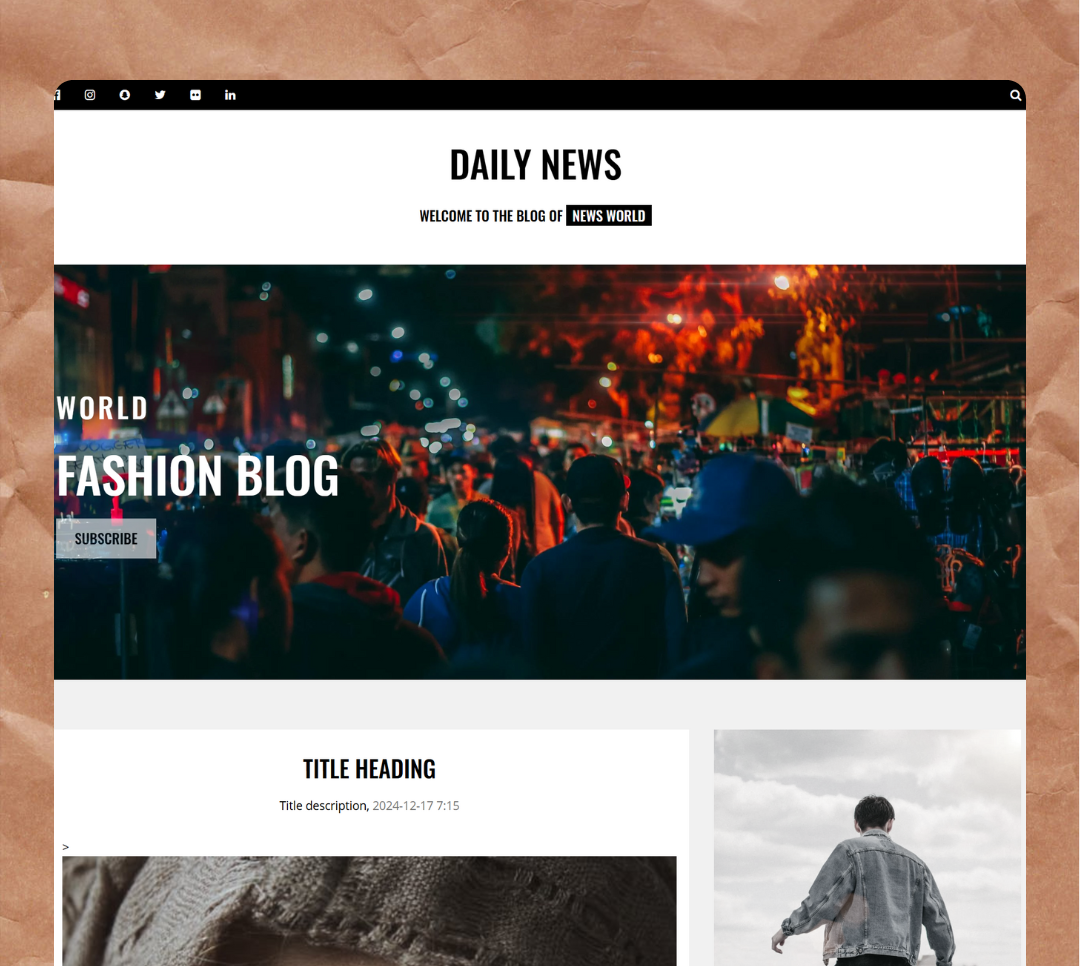 DAILY NEWS
WELCOME TO THE BLOG OF NEWS WORLD
WORLD
FASHION BLOG
SUBSCRIBE
TITLE HEADING
Title description, 2024-12-17 7:15
>